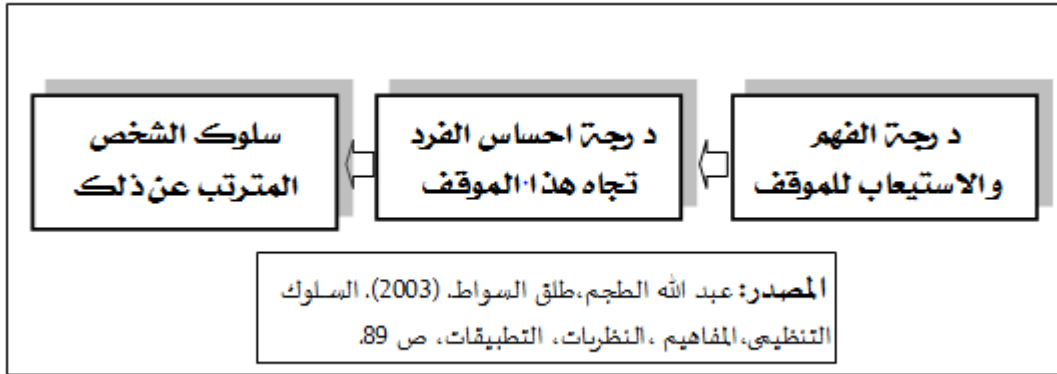 درجة الفهم
والاستيعاب للموقف
درجة احساس الفرد
تجاه هذا الموقف
سلوك الشخص
المترتب عن ذلك
المصدر: عبد الله الطجم،طلق السواط. (2003). السلوك
التنظيمي،المفاهيم ،النظريات، التطبيقات، ص 89.